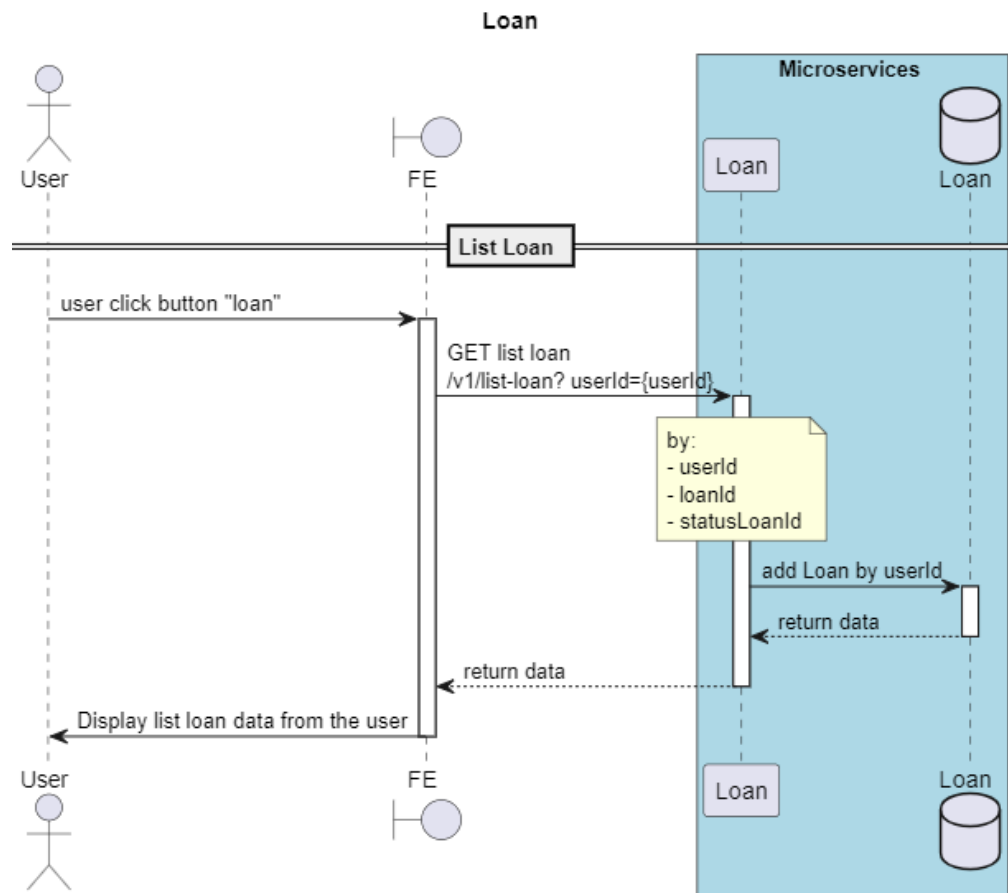 Loan
Microservices
User
FE
Loan
Loan
List Loan
user click button "loan"
GET list loan
/v1/list-loan? userId={userId}
by:
- userId
- loanId
- statusLoanId
add Loan by userId
return data
return data
Display list loan data from the user
User
FE
Loan
Loan